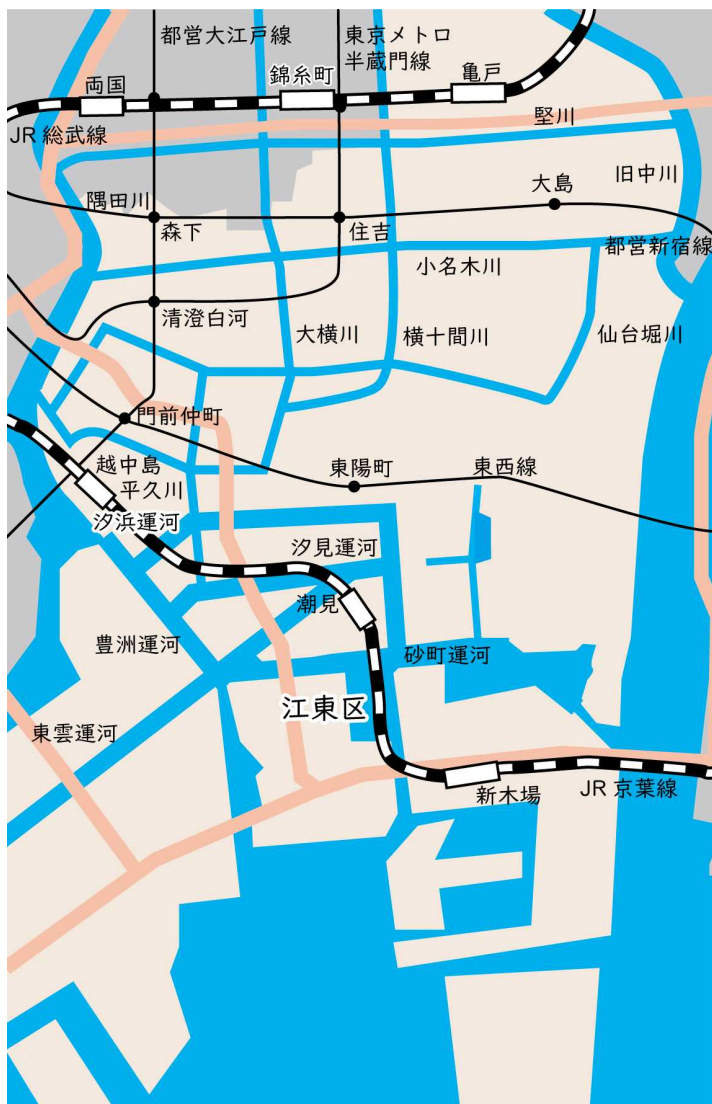 都営大江戸線
東京メトロ
半蔵門線
両国
錦糸町
亀戸
JR 総武線
堅川
隅田川
森下
住吉
大島
旧中川
都営新宿線
小名木川
清澄白河
大横川
横十間川
仙台堀川
門前仲町
越中島
平久川
東陽町
東西線
汐浜運河
汐見運河
潮見
豊洲運河
砂町運河
江東区
東雲運河
新木場
JR 京葉線